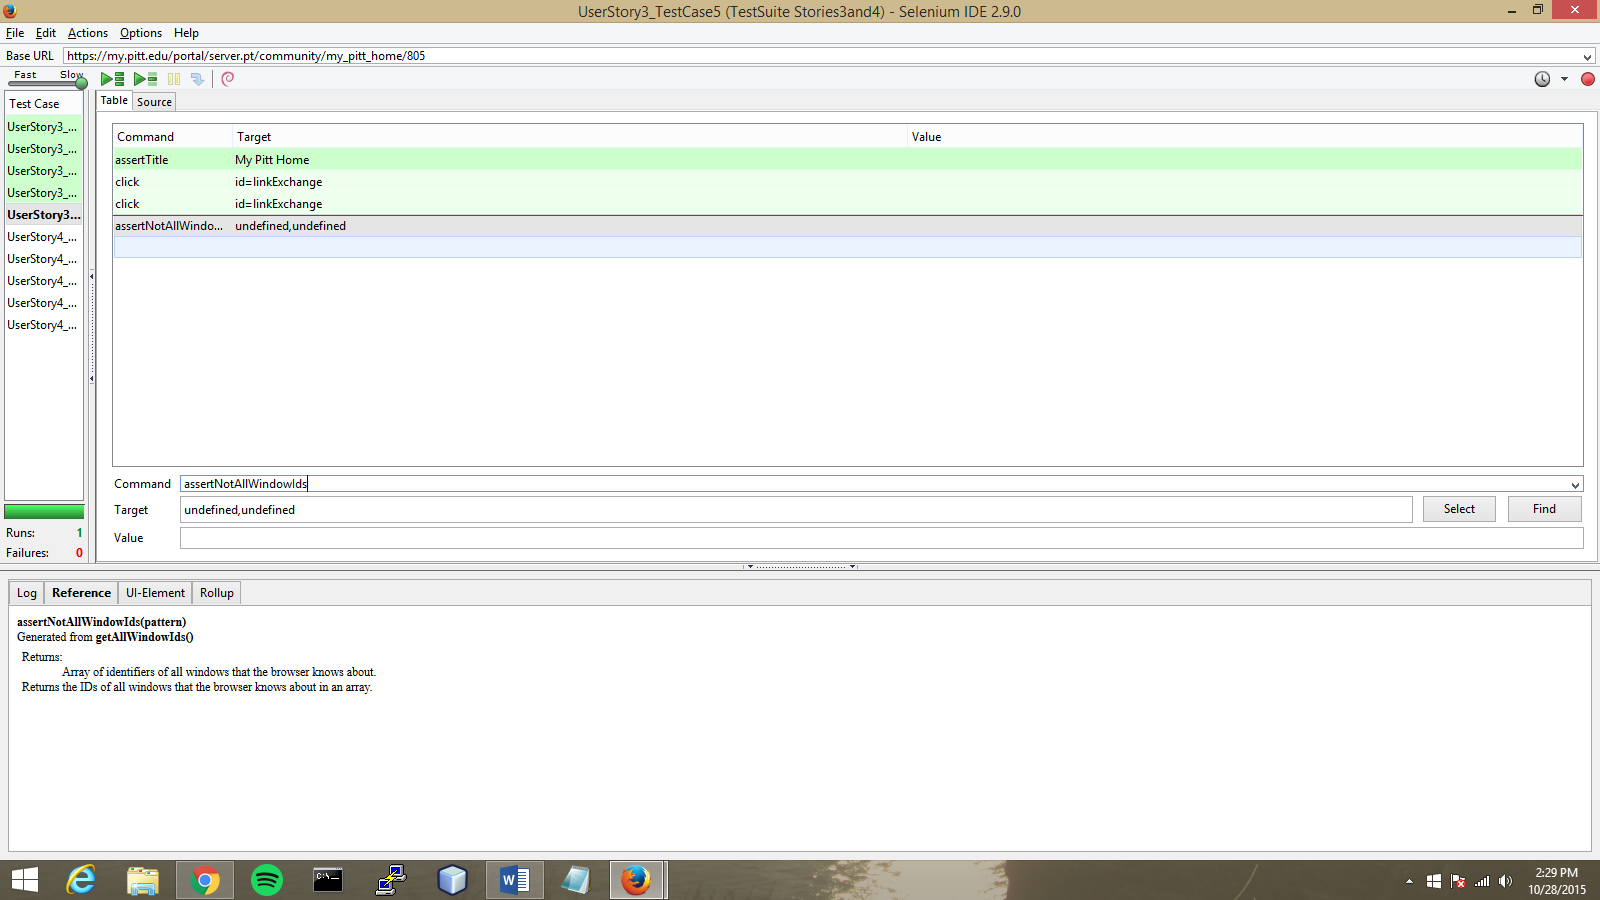 UserStory3_TestCase5 (TestSuite Stories3and4) - Selenium IDE 2.9.0
File Edit Actions Options Help
Base URL https://my.pitt.edu/portal/server.pt/community/my_pitt_home/805
Fast Slow
Test Case
UserStory3_...
UserStory3_...
UserStory3_...
UserStory3_...
UserStory3...
UserStory4_...
UserStory4_...
UserStory4_...
UserStory4_...
UserStory4_...
Runs: 1
Failures: 0
Table Source
Command Target Value
assertTitle My Pitt Home
click id=linkExchange
click id=linkExchange
assertNotAllWindo... undefined,undefined
Command assertNotAllWindowIds
Target undefined,undefined Select Find
Value
Log Reference UI-Element Rollup
assertNotAllWindowIds(pattern)
Generated from getAllWindowIds()
Returns:
Array of identifiers of all windows that the browser knows about.
Returns the IDs of all windows that the browser knows about in an array.
2:29 PM
10/28/2015